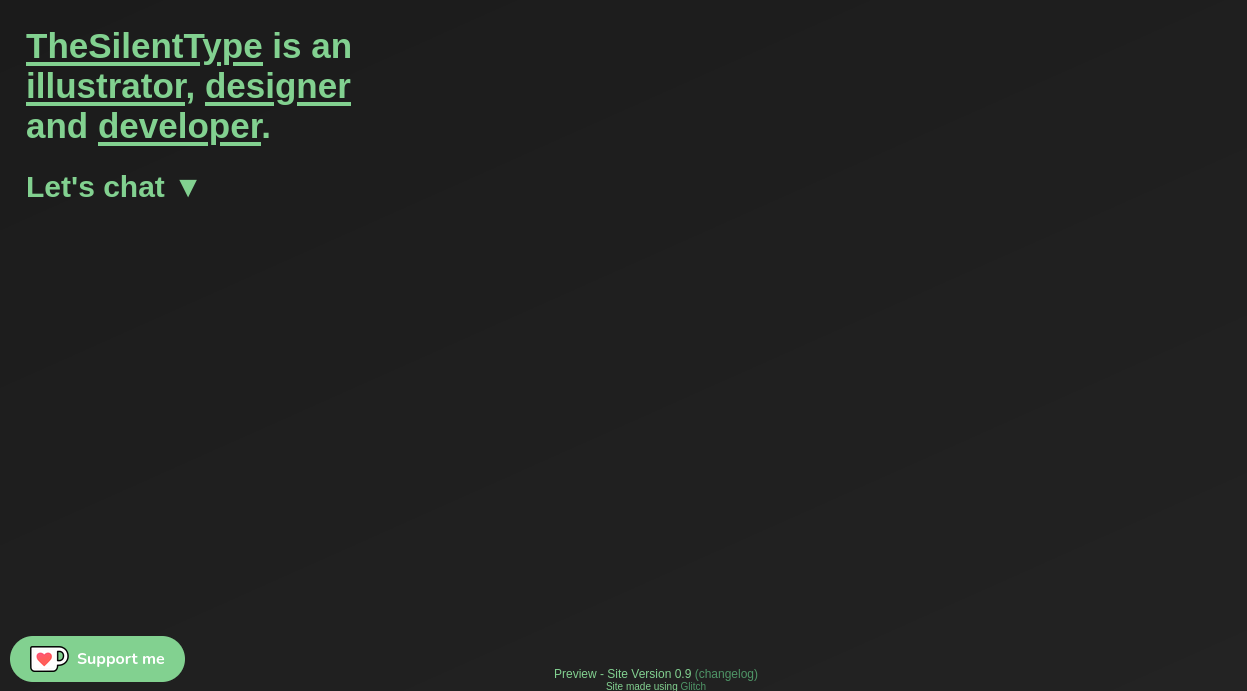 TheSilentType is an
illustrator, designer
and developer.
Let's chat ▼
Support me
Preview - Site Version 0.9 (changelog)
Site made using Glitch